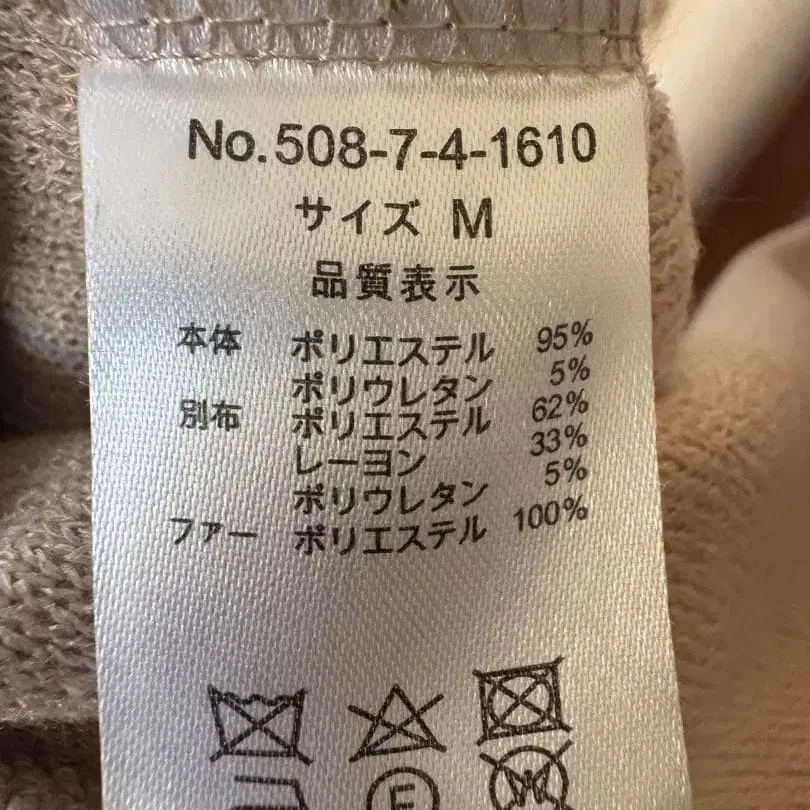 No.508-7-4-1610
サイズ M
品質表示
本体 ポリエステル 95%
ポリウレタン 5%
別布 ポリエステル 62%
レーヨン 33%
ポリウレタン 5%
ファー ポリエステル 100%